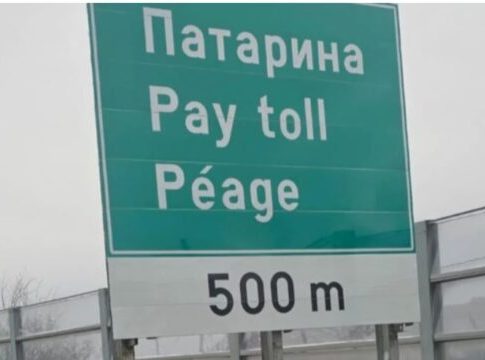 Патарина
Pay toll
Péage
500 m